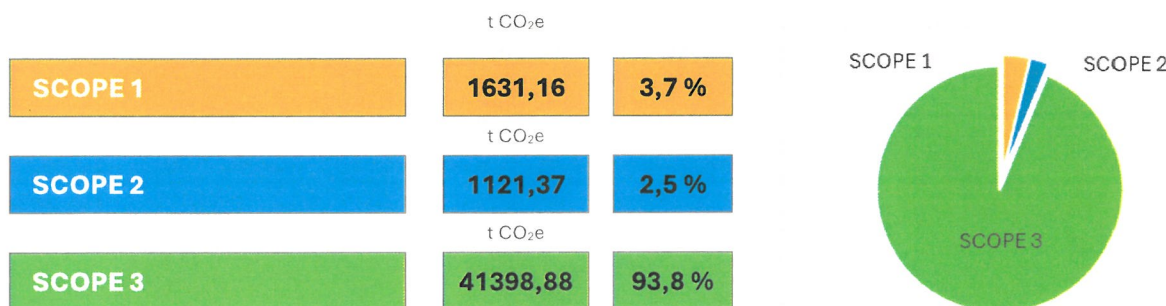 t CO₂e
SCOPE 1 1631,16 3,7 %
t CO₂e
SCOPE 2 1121,37 2,5 %
t CO₂e
SCOPE 3 41398,88 93,8 %
SCOPE 1
SCOPE 2
SCOPE 3